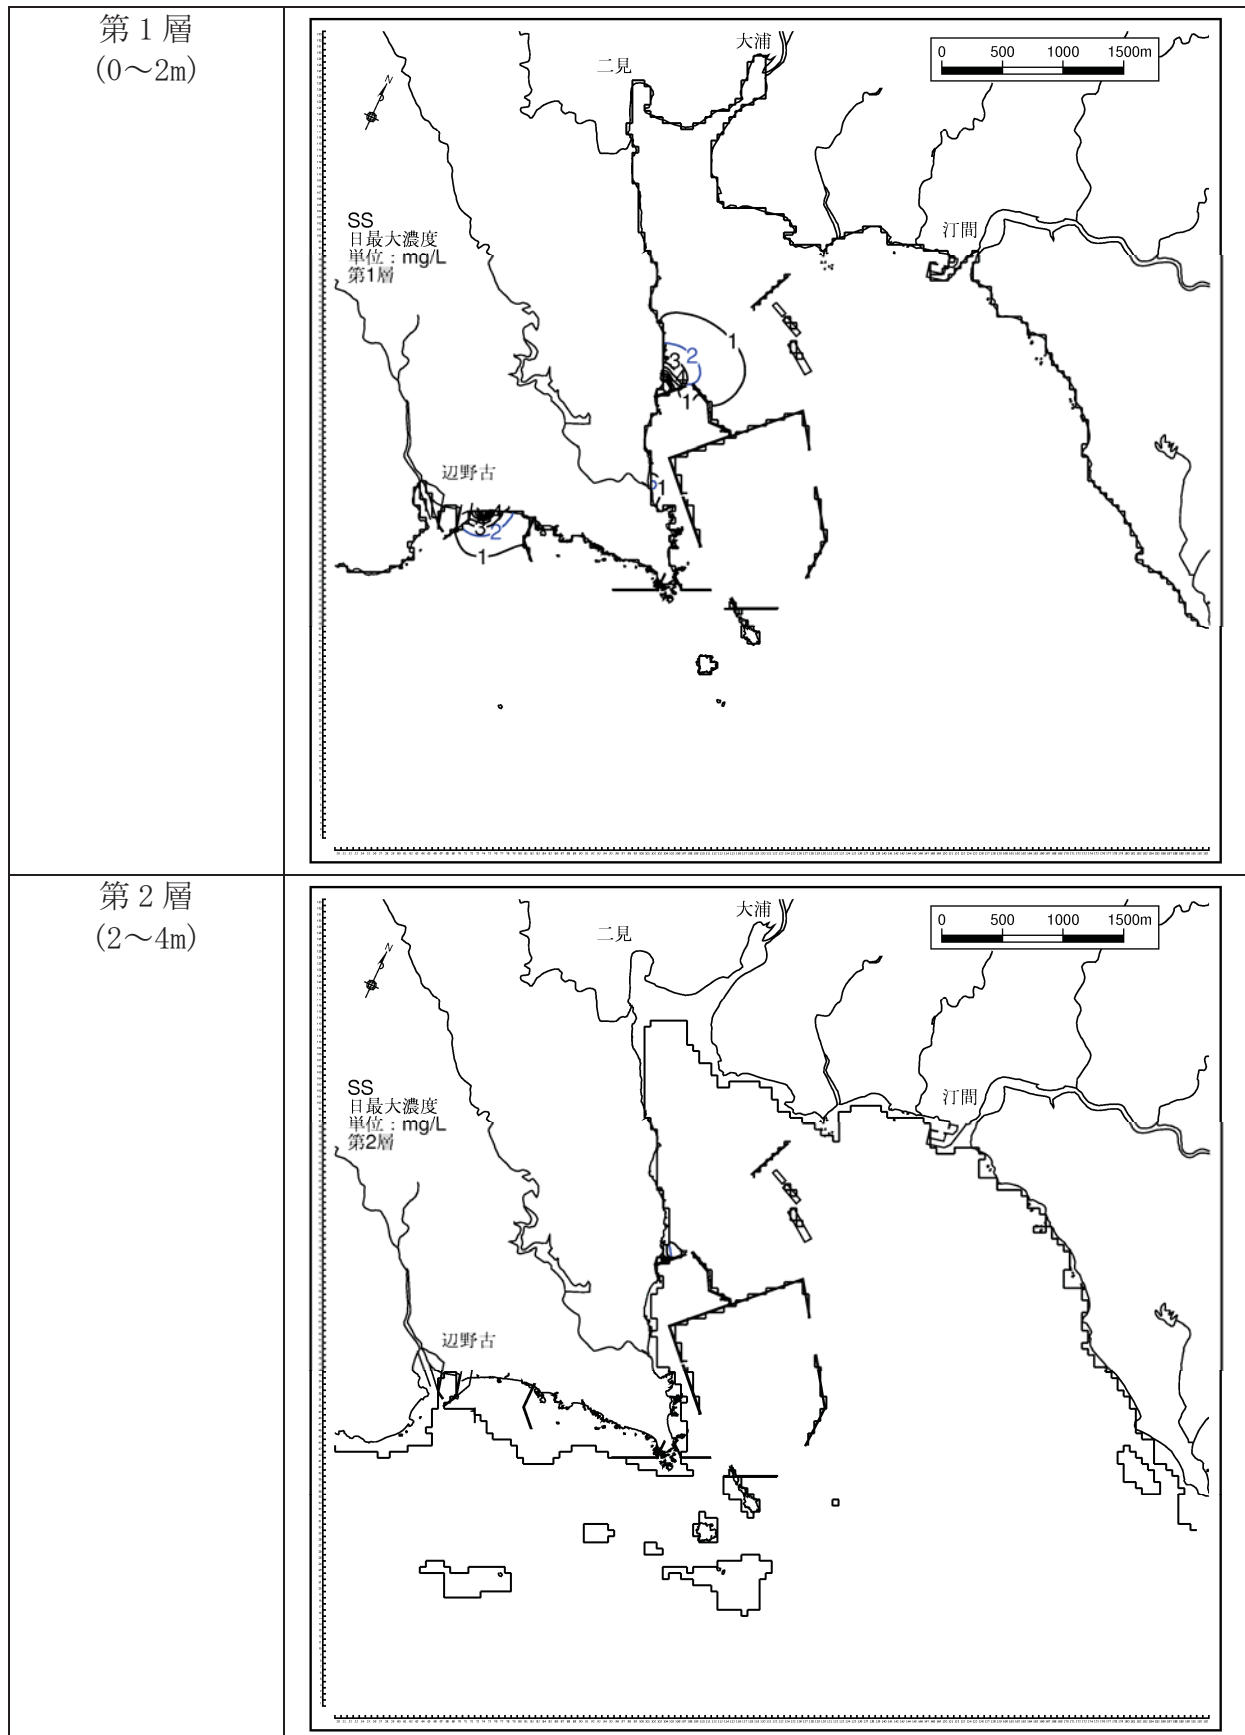 第1層
(0～2m)
大浦
二見
0 500 1000 1500m
N
SS
日最大濃度
単位：mg/L
第1層
汀間
1
2
3
1
辺野古
1
3
2
1
第2層
(2～4m)
大浦
二見
0 500 1000 1500m
N
SS
日最大濃度
単位：mg/L
第2層
汀間
辺野古